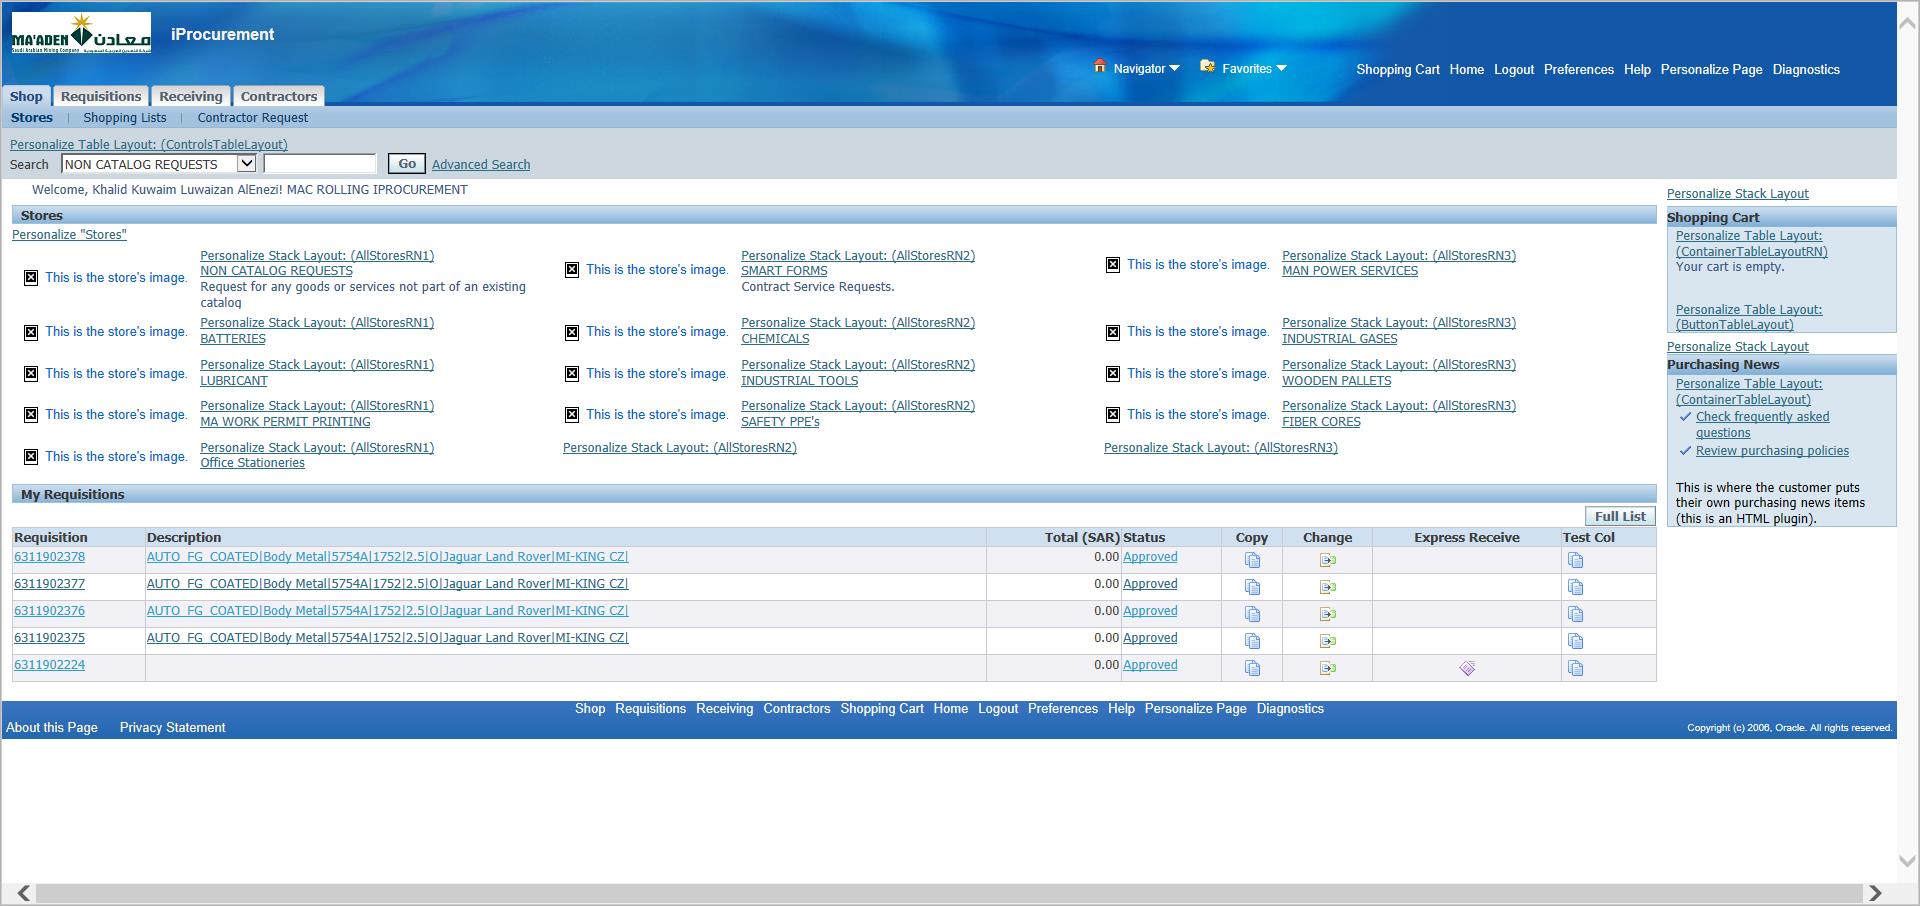 MA'ADEN معادن
Saudi Arabian Mining Company
iProcurement
Navigator Favorites Shopping Cart Home Logout Preferences Help Personalize Page Diagnostics
Shop Requisitions Receiving Contractors
Stores | Shopping Lists | Contractor Request
Personalize Table Layout: (ControlsTableLayout)
Search NON CATALOG REQUESTS Go Advanced Search
Welcome, Khalid Kuwaim Luwaizan AlEnezi! MAC ROLLING IPROCUREMENT
Stores
Personalize "Stores"
This is the store's image.
Personalize Stack Layout: (AllStoresRN1)
NON CATALOG REQUESTS
Request for any goods or services not part of an existing
catalog
This is the store's image.
Personalize Stack Layout: (AllStoresRN2)
SMART FORMS
Contract Service Requests.
This is the store's image.
Personalize Stack Layout: (AllStoresRN3)
MAN POWER SERVICES
This is the store's image.
Personalize Stack Layout: (AllStoresRN1)
BATTERIES
This is the store's image.
Personalize Stack Layout: (AllStoresRN2)
CHEMICALS
This is the store's image.
Personalize Stack Layout: (AllStoresRN3)
INDUSTRIAL GASES
This is the store's image.
Personalize Stack Layout: (AllStoresRN1)
LUBRICANT
This is the store's image.
Personalize Stack Layout: (AllStoresRN2)
INDUSTRIAL TOOLS
This is the store's image.
Personalize Stack Layout: (AllStoresRN3)
WOODEN PALLETS
This is the store's image.
Personalize Stack Layout: (AllStoresRN1)
MA WORK PERMIT PRINTING
This is the store's image.
Personalize Stack Layout: (AllStoresRN2)
SAFETY PPE's
This is the store's image.
Personalize Stack Layout: (AllStoresRN3)
FIBER CORES
This is the store's image.
Personalize Stack Layout: (AllStoresRN1)
Office Stationeries
Personalize Stack Layout: (AllStoresRN2)
Personalize Stack Layout: (AllStoresRN3)
Personalize Stack Layout
Shopping Cart
Personalize Table Layout:
(ContainerTableLayoutRN)
Your cart is empty.
Personalize Table Layout:
(ButtonTableLayout)
Personalize Stack Layout
Purchasing News
Personalize Table Layout:
(ContainerTableLayout)
Check frequently asked
questions
Review purchasing policies
This is where the customer puts
their own purchasing news items
(this is an HTML plugin).
My Requisitions
Full List
Requisition Description Total (SAR) Status Copy Change Express Receive Test Col
6311902378 AUTO_FG_COATED|Body Metal|5754A|1752|2.5|O|Jaguar Land Rover|MI-KING CZ| 0.00 Approved
6311902377 AUTO_FG_COATED|Body Metal|5754A|1752|2.5|O|Jaguar Land Rover|MI-KING CZ| 0.00 Approved
6311902376 AUTO_FG_COATED|Body Metal|5754A|1752|2.5|O|Jaguar Land Rover|MI-KING CZ| 0.00 Approved
6311902375 AUTO_FG_COATED|Body Metal|5754A|1752|2.5|O|Jaguar Land Rover|MI-KING CZ| 0.00 Approved
6311902224 0.00 Approved
Shop Requisitions Receiving Contractors Shopping Cart Home Logout Preferences Help Personalize Page Diagnostics
About this Page Privacy Statement Copyright (c) 2006, Oracle. All rights reserved.